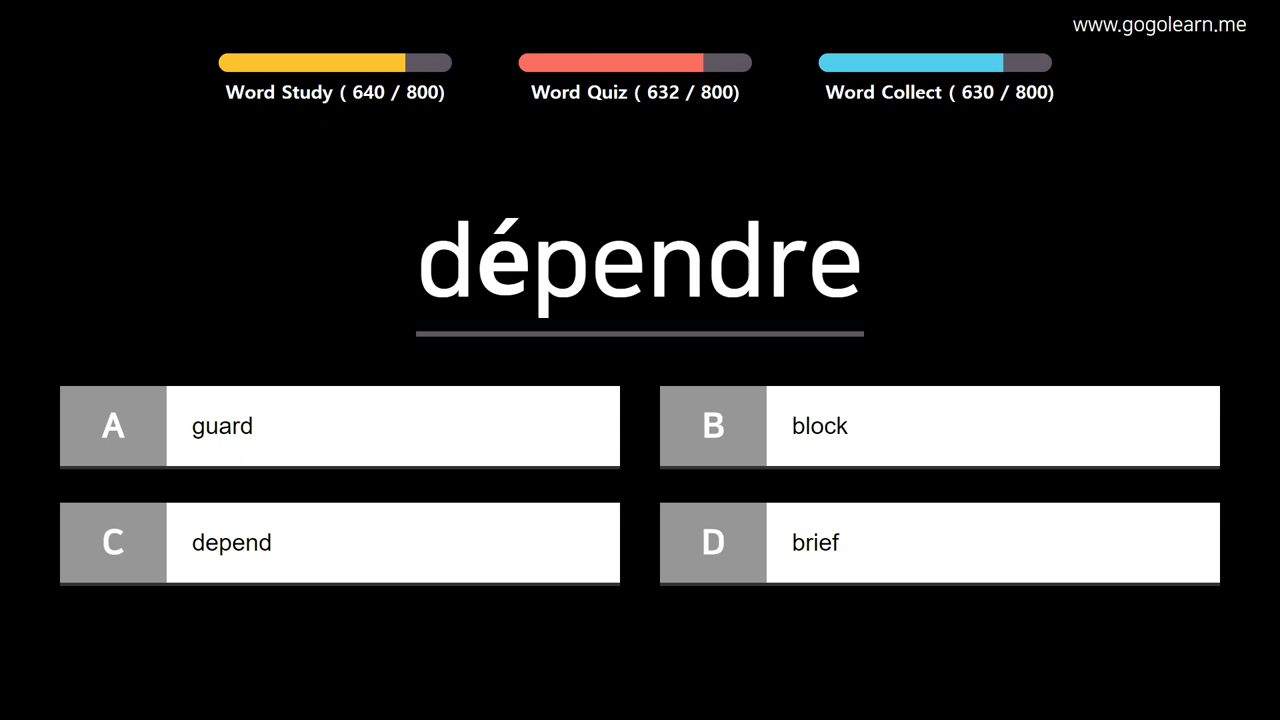 www.gogolearn.me
Word Study ( 640 / 800)
Word Quiz ( 632 / 800)
Word Collect ( 630 / 800)
dépendre
A guard
B block
C depend
D brief